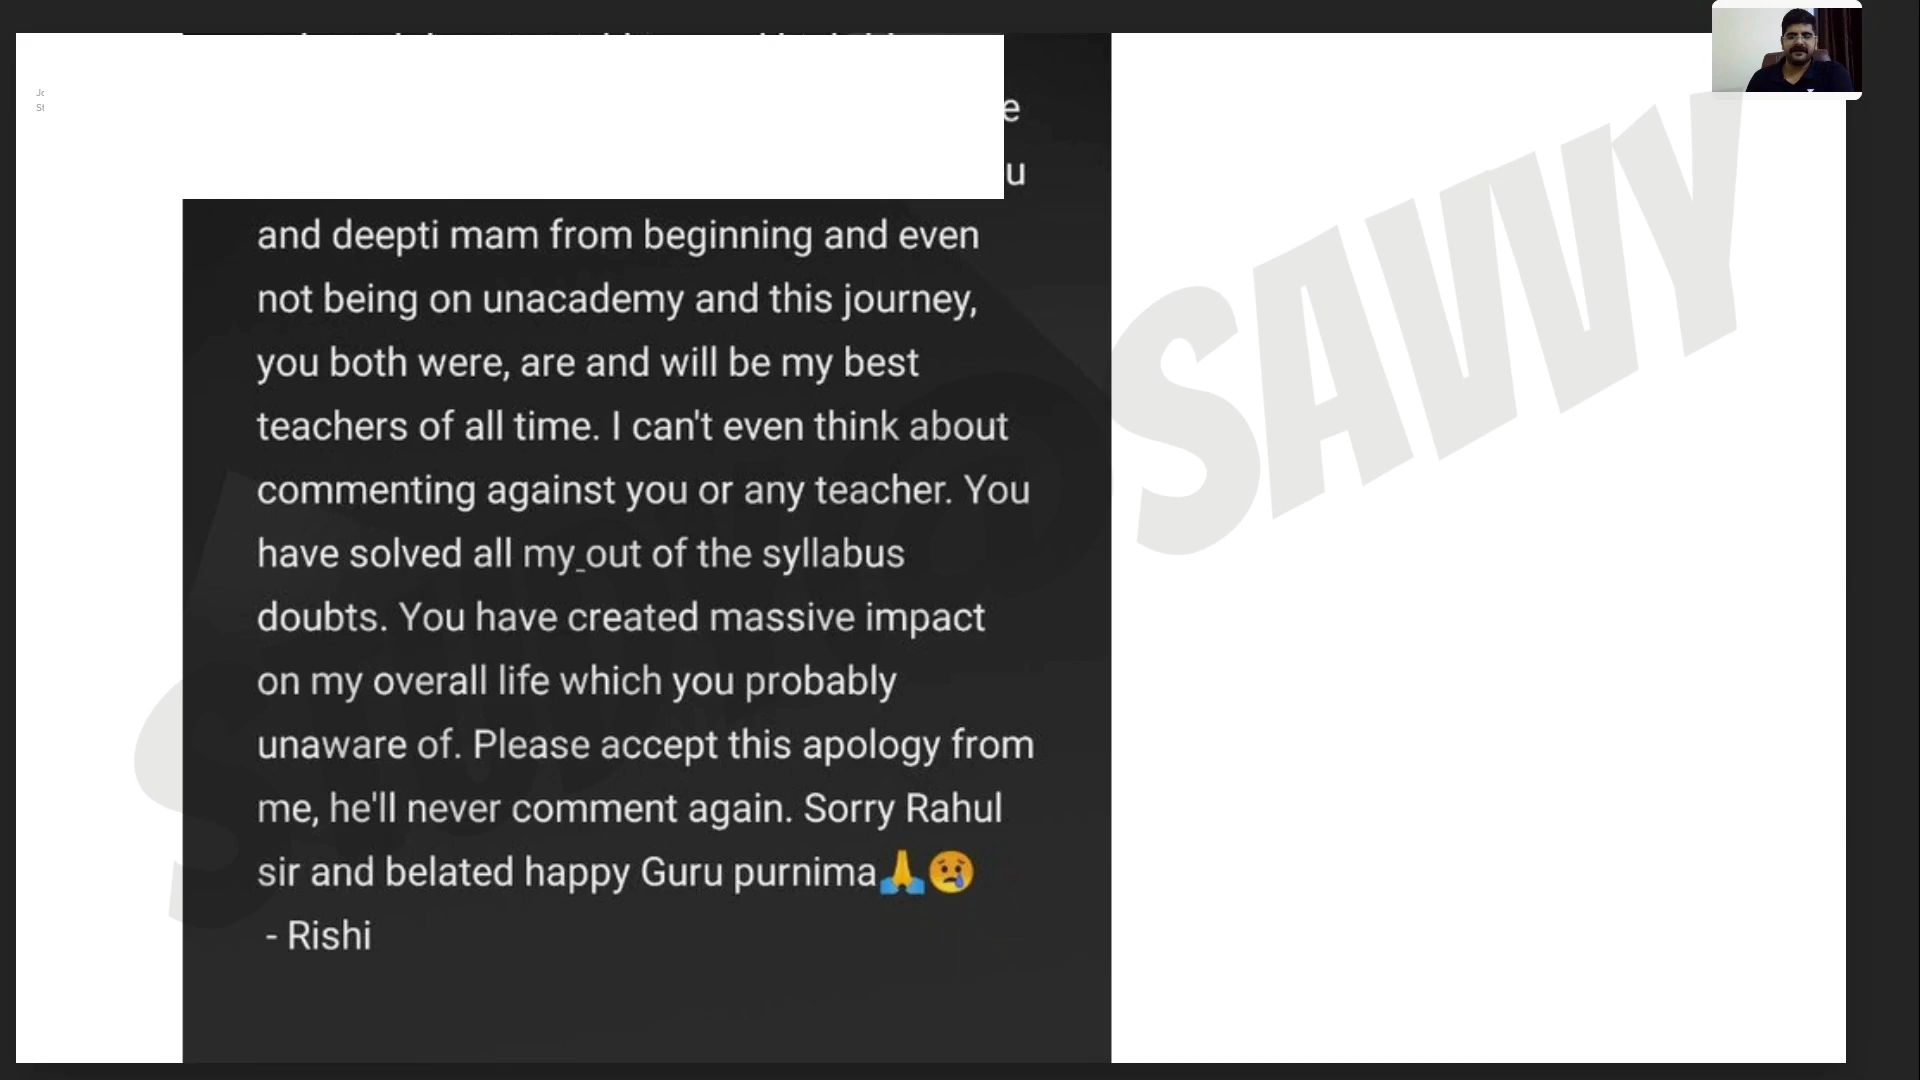 e
u
and deepti mam from beginning and even
not being on unacademy and this journey,
you both were, are and will be my best
teachers of all time. I can't even think about
commenting against you or any teacher. You
have solved all my out of the syllabus
doubts. You have created massive impact
on my overall life which you probably
unaware of. Please accept this apology from
me, he'll never comment again. Sorry Rahul
sir and belated happy Guru purnima🙏😢
- Rishi
SAVVY